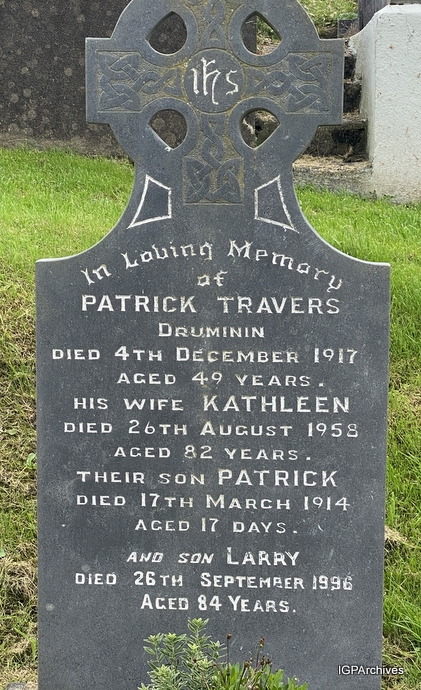 IHS
In Loving Memory
of
PATRICK TRAVERS
DRUMININ
DIED 4TH DECEMBER 1917
AGED 49 YEARS.
HIS WIFE KATHLEEN
DIED 26TH AUGUST 1958
AGED 82 YEARS.
THEIR SON PATRICK
DIED 17TH MARCH 1914
AGED 17 DAYS.
AND SON LARRY
DIED 26TH SEPTEMBER 1996
AGED 84 YEARS.
IGPArchives